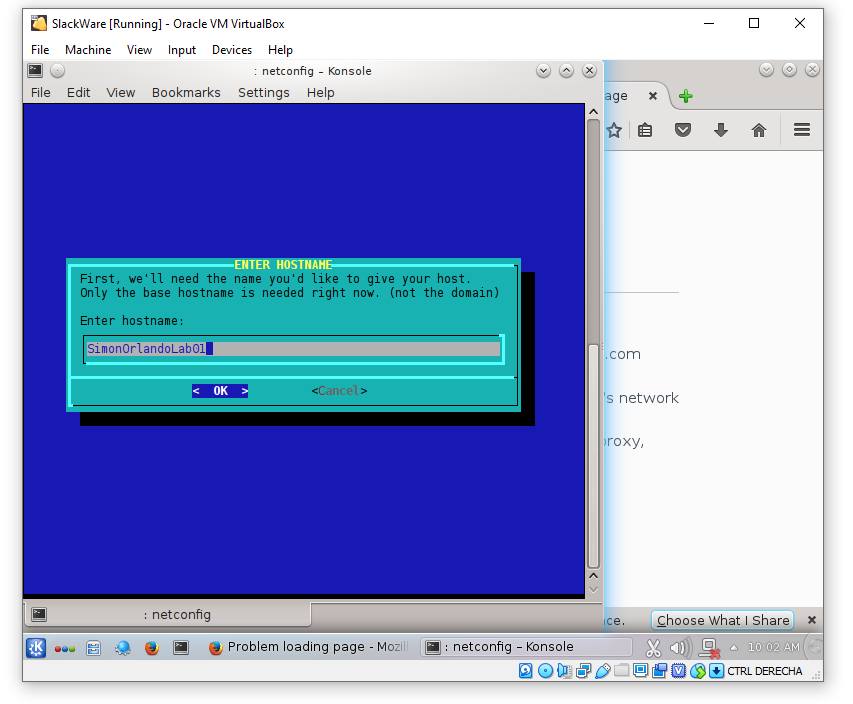 SlackWare [Running] - Oracle VM VirtualBox
File Machine View Input Devices Help
: netconfig – Konsole
File Edit View Bookmarks Settings Help
age
ENTER HOSTNAME
First, we'll need the name you'd like to give your host.
Only the base hostname is needed right now. (not the domain)
Enter hostname:
SimonOrlandoLab01
< OK > <Cancel>
.com
's network
proxy,
: netconfig
ce. Choose What I Share
Problem loading page - Mozill : netconfig – Konsole 10:02 AM
CTRL DERECHA